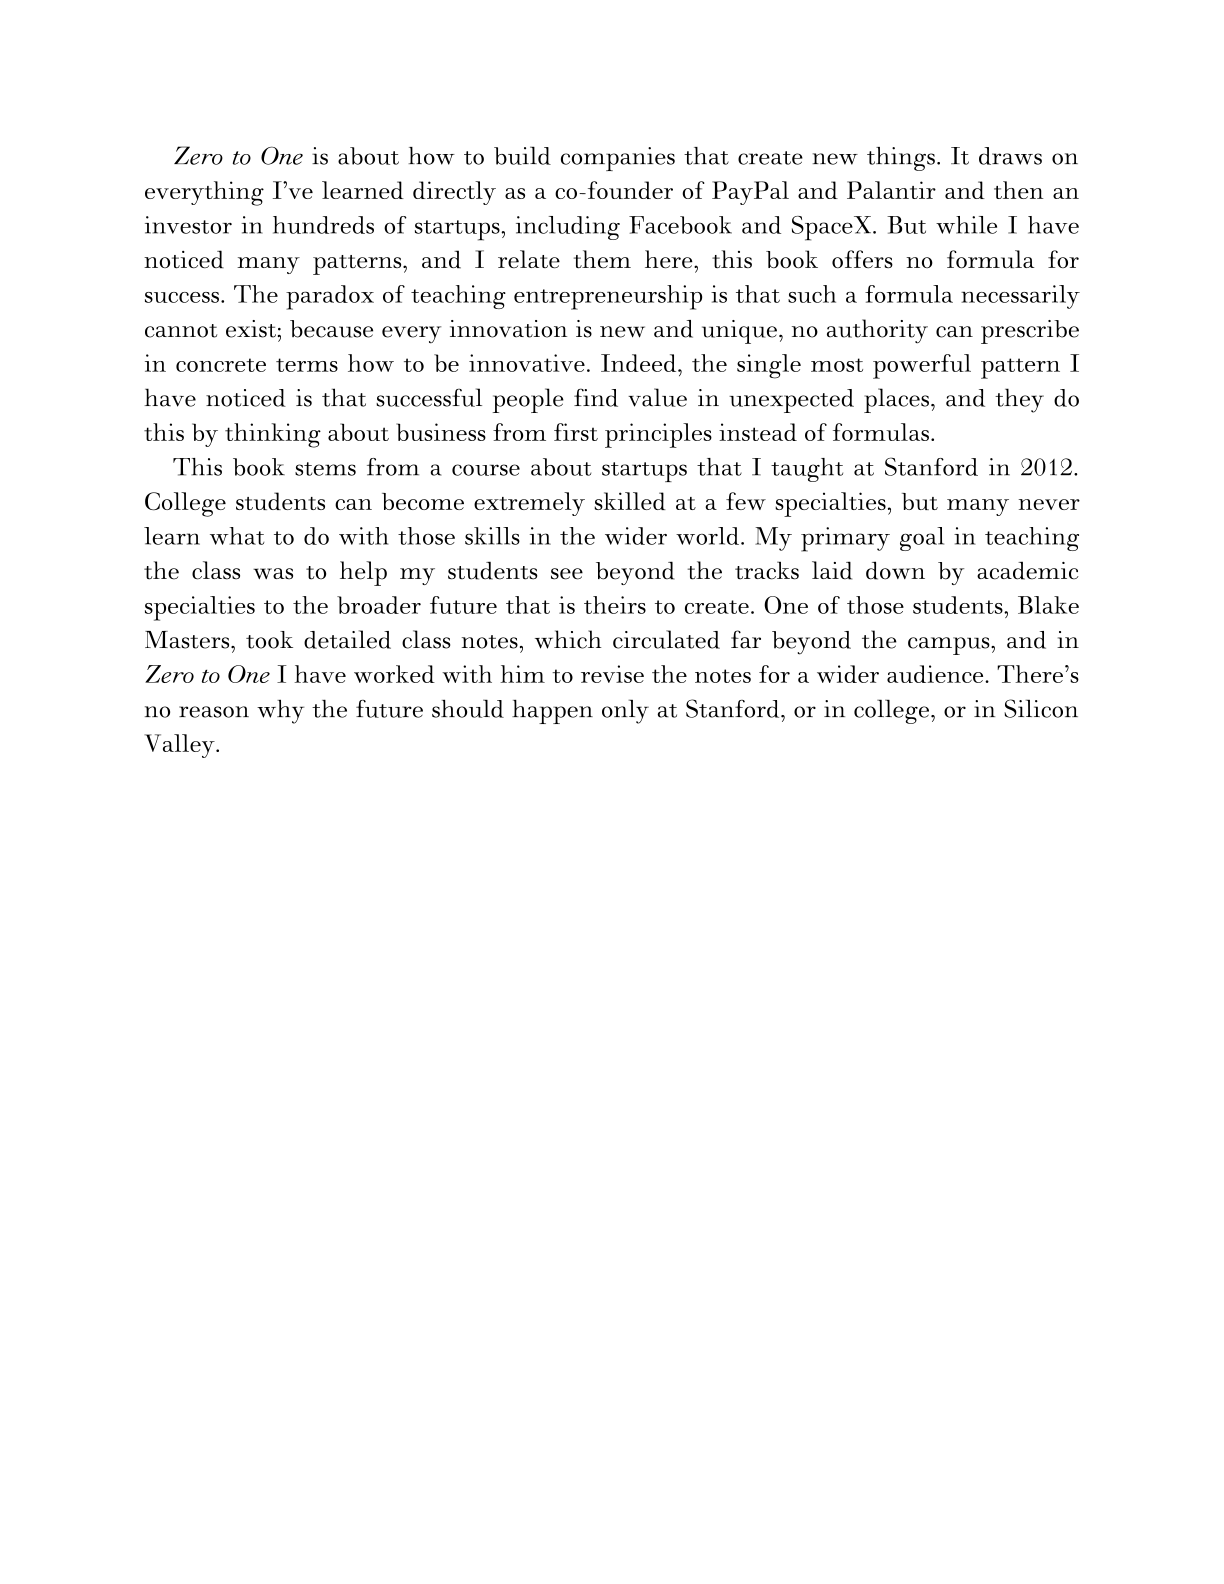 Zero to One is about how to build companies that create new things. It draws on
everything I’ve learned directly as a co-founder of PayPal and Palantir and then an
investor in hundreds of startups, including Facebook and SpaceX. But while I have
noticed many patterns, and I relate them here, this book offers no formula for
success. The paradox of teaching entrepreneurship is that such a formula necessarily
cannot exist; because every innovation is new and unique, no authority can prescribe
in concrete terms how to be innovative. Indeed, the single most powerful pattern I
have noticed is that successful people find value in unexpected places, and they do
this by thinking about business from first principles instead of formulas.
This book stems from a course about startups that I taught at Stanford in 2012.
College students can become extremely skilled at a few specialties, but many never
learn what to do with those skills in the wider world. My primary goal in teaching
the class was to help my students see beyond the tracks laid down by academic
specialties to the broader future that is theirs to create. One of those students, Blake
Masters, took detailed class notes, which circulated far beyond the campus, and in
Zero to One I have worked with him to revise the notes for a wider audience. There’s
no reason why the future should happen only at Stanford, or in college, or in Silicon
Valley.